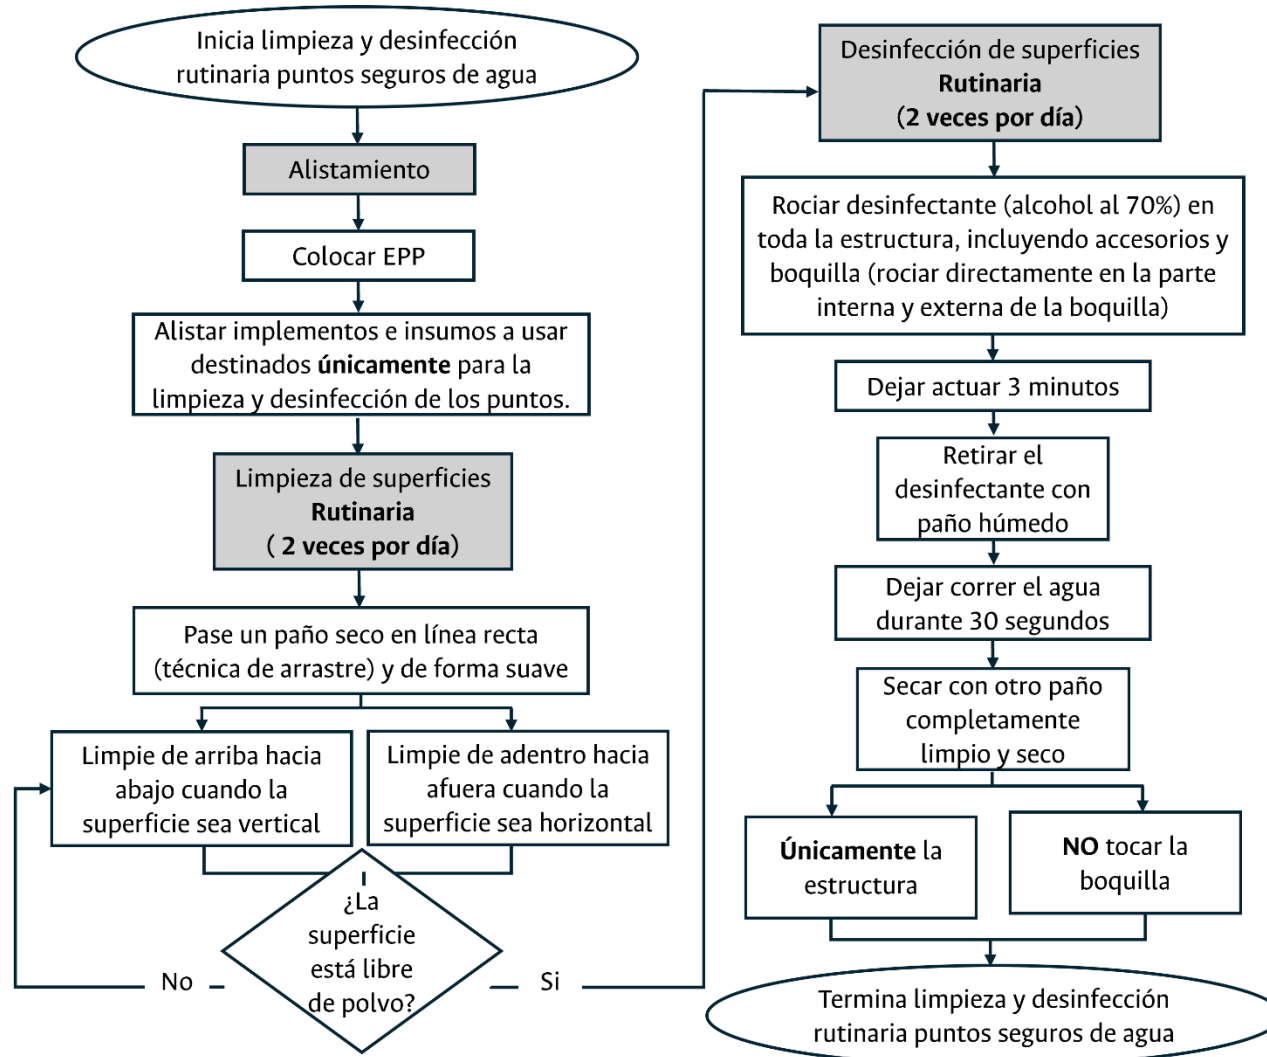 Inicia limpieza y desinfección
rutinaria puntos seguros de agua
Alistamiento
Colocar EPP
Alistar implementos e insumos a usar
destinados únicamente para la
limpieza y desinfección de los puntos.
Limpieza de superficies
Rutinaria
( 2 veces por día)
Pase un paño seco en línea recta
(técnica de arrastre) y de forma suave
Limpie de arriba hacia
abajo cuando la
superficie sea vertical
Limpie de adentro hacia
afuera cuando la
superficie sea horizontal
¿La
superficie
está libre
de polvo?
No
Si
Desinfección de superficies
Rutinaria
(2 veces por día)
Rociar desinfectante (alcohol al 70%) en
toda la estructura, incluyendo accesorios y
boquilla (rociar directamente en la parte
interna y externa de la boquilla)
Dejar actuar 3 minutos
Retirar el
desinfectante con
paño húmedo
Dejar correr el agua
durante 30 segundos
Secar con otro paño
completamente
limpio y seco
Únicamente la
estructura
NO tocar la
boquilla
Termina limpieza y desinfección
rutinaria puntos seguros de agua